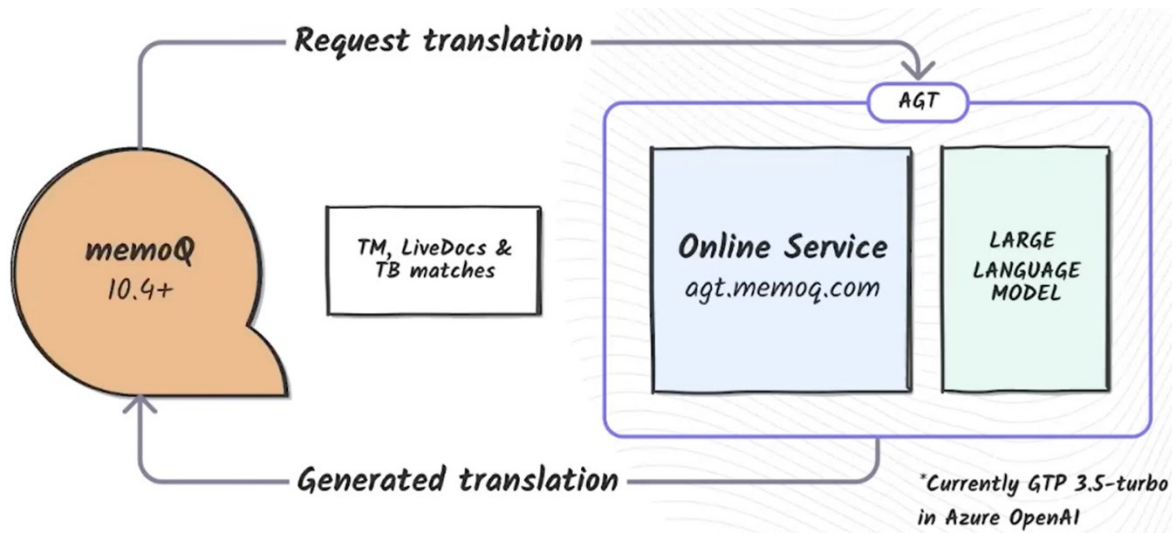 Request translation
AGT
memoQ
10.4+
TM, LiveDocs &
TB matches
Online Service
agt.memoq.com
LARGE
LANGUAGE
MODEL
Generated translation
*Currently GTP 3.5-turbo
in Azure OpenAI